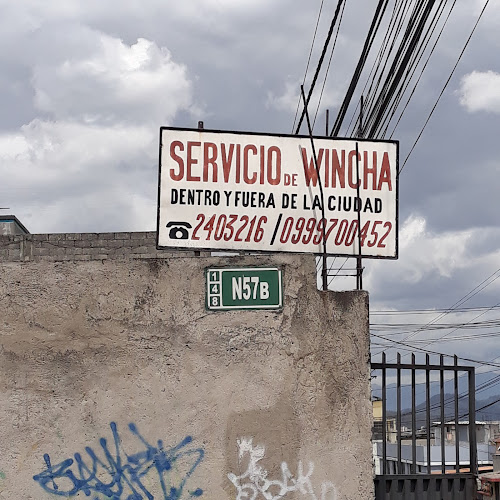 SERVICIO DE WINCHA
DENTRO Y FUERA DE LA CIUDAD
2403216 / 0999700452
148
N57B